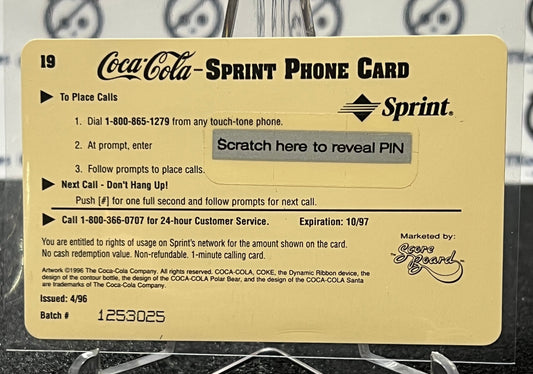 19
Coca-Cola - SPRINT PHONE CARD
▶ To Place Calls
Sprint®
1. Dial 1-800-865-1279 from any touch-tone phone.
2. At prompt, enter
Scratch here to reveal PIN
3. Follow prompts to place calls.
▶ Next Call - Don't Hang Up!
Push [#] for one full second and follow prompts for next call.
▶ Call 1-800-366-0707 for 24-hour Customer Service. Expiration: 10/97
You are entitled to rights of usage on Sprint's network for the amount shown on the card.
No cash redemption value. Non-refundable. 1-minute calling card.
Marketed by:
Score Board™
Artwork ©1996 The Coca-Cola Company. All rights reserved. COCA-COLA, COKE, the Dynamic Ribbon device, the
design of the contour bottle, the design of the COCA-COLA Polar Bear, and the design of the COCA-COLA Santa
are trademarks of The Coca-Cola Company.
Issued: 4/96
Batch # 1253025